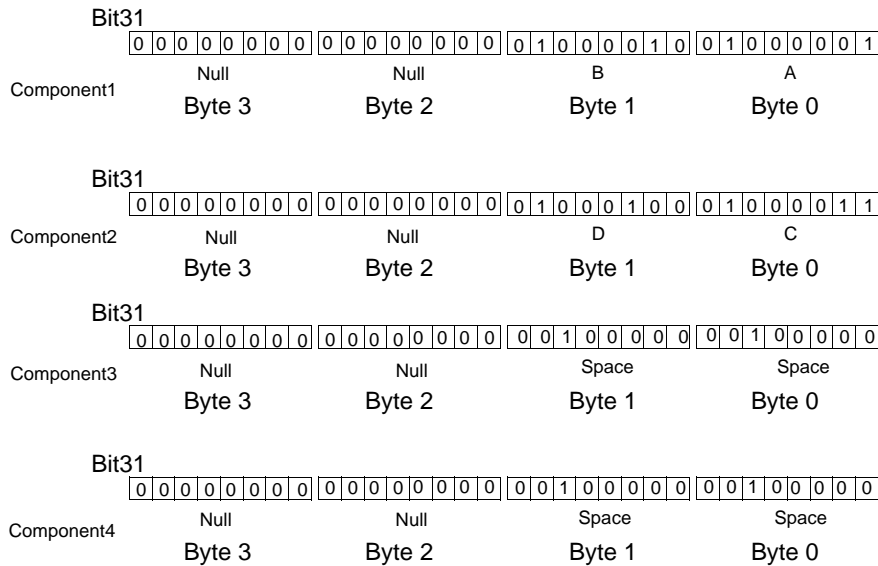 Bit31
0 0 0 0 0 0 0 0 0 0 0 0 0 0 0 0 0 1 0 0 0 0 1 0 0 1 0 0 0 0 0 1
Null Null B A
Component1
Byte 3 Byte 2 Byte 1 Byte 0
Bit31
0 0 0 0 0 0 0 0 0 0 0 0 0 0 0 0 0 1 0 0 0 1 0 0 0 1 0 0 0 0 1 1
Component2 Null Null D C
Byte 3 Byte 2 Byte 1 Byte 0
Bit31
0 0 0 0 0 0 0 0 0 0 0 0 0 0 0 0 0 0 1 0 0 0 0 0 0 0 1 0 0 0 0 0
Component3 Null Null Space Space
Byte 3 Byte 2 Byte 1 Byte 0
Bit31
0 0 0 0 0 0 0 0 0 0 0 0 0 0 0 0 0 0 1 0 0 0 0 0 0 0 1 0 0 0 0 0
Null Null Space Space
Component4
Byte 3 Byte 2 Byte 1 Byte 0